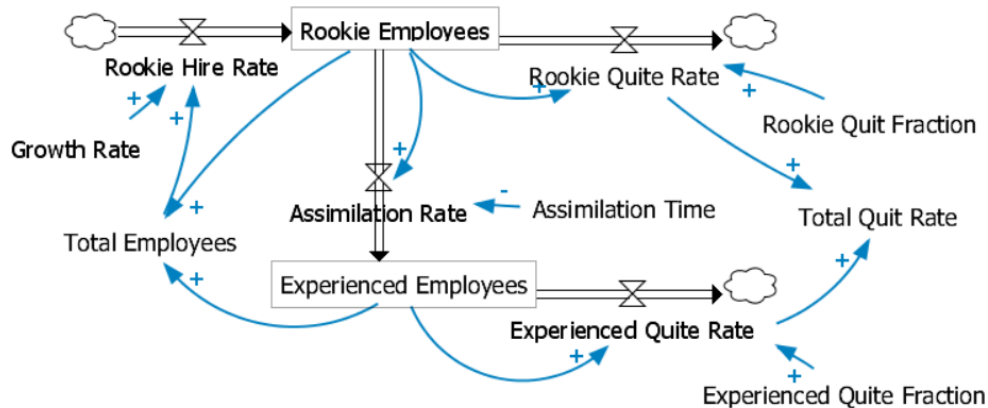 Rookie Employees
Rookie Hire Rate
Rookie Quite Rate
+
+
+
+
Growth Rate
Rookie Quit Fraction
+
+
-
Assimilation Rate
Assimilation Time
Total Quit Rate
+
Total Employees
+
+
Experienced Employees
Experienced Quite Rate
+
+
Experienced Quite Fraction